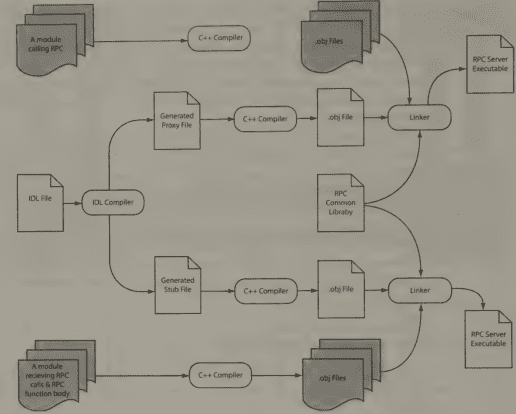 A module
calling RPC
C++ Compiler
.obj Files
RPC Server
Executable
Generated
Proxy File
C++ Compiler
.obj File
Linker
IDL File
IDL Compiler
RPC
Common
Libraby
Generated
Stub File
C++ Compiler
.obj File
Linker
RPC Server
Executable
A module
recieving RPC
calls & RPC
function body
C++ Compiler
.obj Files